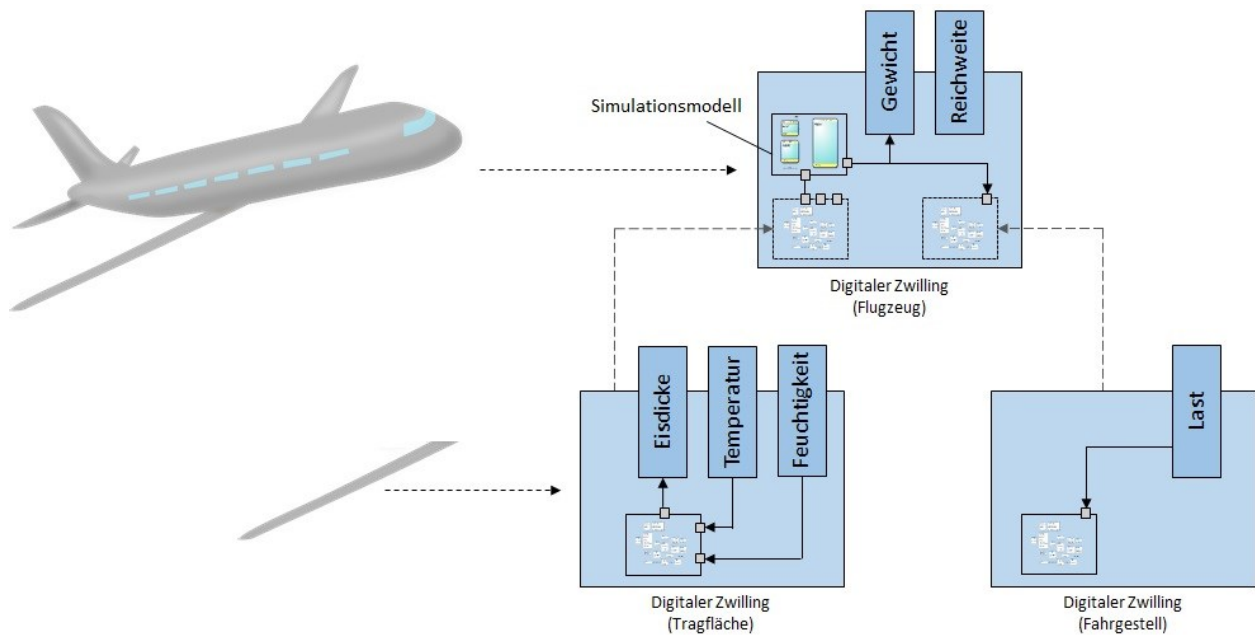 Gewicht
Reichweite
Simulationsmodell
Digitaler Zwilling
(Flugzeug)
Eisdicke
Temperatur
Feuchtigkeit
Last
Digitaler Zwilling
(Tragfläche)
Digitaler Zwilling
(Fahrgestell)